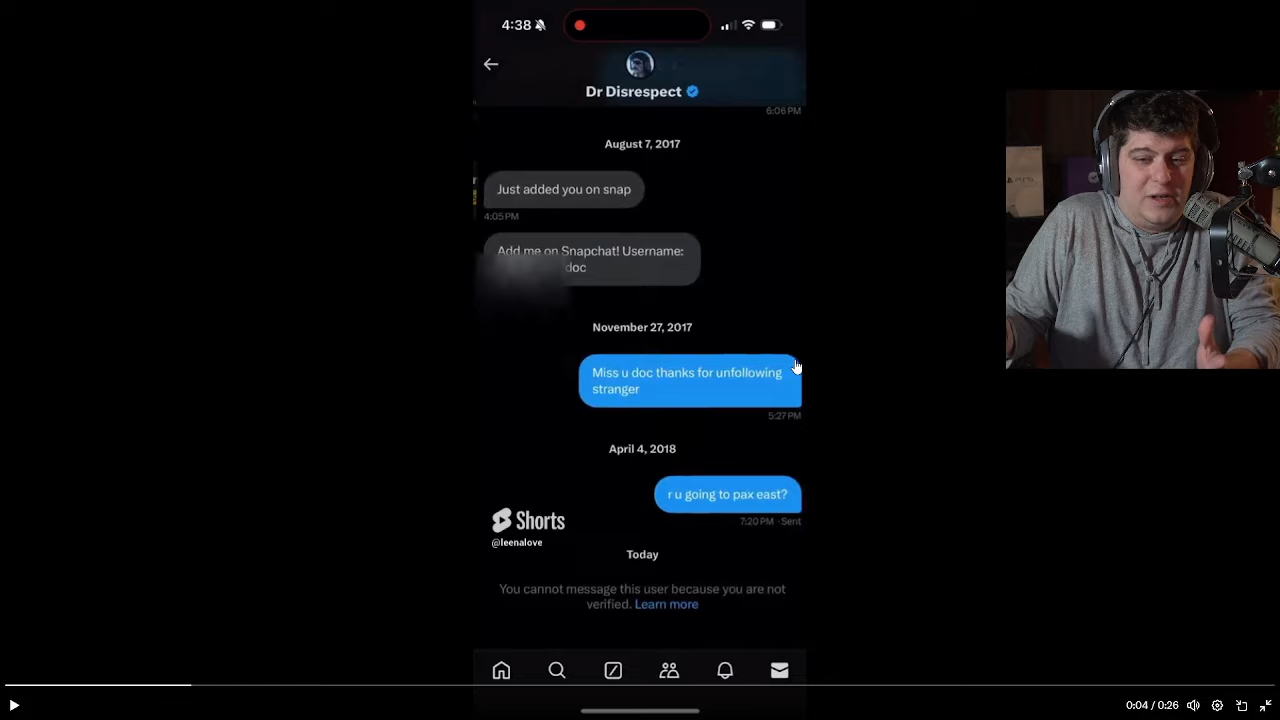 4:38
Dr Disrespect
6:06 PM
August 7, 2017
Just added you on snap
4:05 PM
Add me on Snapchat! Username:
doc
November 27, 2017
Miss u doc thanks for unfollowing
stranger
5:27 PM
April 4, 2018
r u going to pax east?
7:20 PM · Sent
Shorts
@leenalove
Today
You cannot message this user because you are not
verified. Learn more
0:04 / 0:26